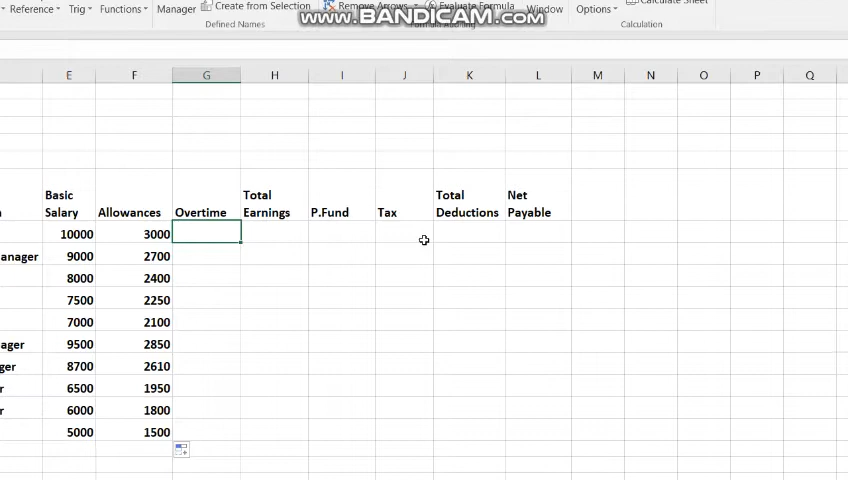 www.BANDICAM.com
Create from Selection Remove Arrows Evaluate Formula Calculate Sheet
Reference Trig Functions Manager Window Options
Defined Names Formula Auditing Calculation
E F G H I J K L M N O P Q
Basic Total Total Net
Salary Allowances Overtime Earnings P.Fund Tax Deductions Payable
10000 3000
anager 9000 2700
8000 2400
7500 2250
7000 2100
ager 9500 2850
ger 8700 2610
r 6500 1950
r 6000 1800
5000 1500